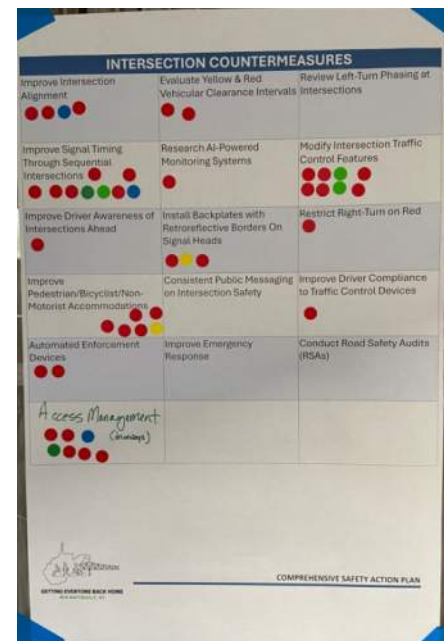 INTERSECTION COUNTERMEASURES
Improve Intersection
Alignment
Evaluate Yellow & Red
Vehicular Clearance Intervals
Review Left-Turn Phasing at
Intersections
Improve Signal Timing
Through Sequential
Intersections
Research AI-Powered
Monitoring Systems
Modify Intersection Traffic
Control Features
Improve Driver Awareness of
Intersections Ahead
Install Backplates with
Retroreflective Borders On
Signal Heads
Restrict Right-Turn on Red
Improve
Pedestrian/Bicyclist/Non-
Motorist Accommodations
Consistent Public Messaging
on Intersection Safety
Improve Driver Compliance
to Traffic Control Devices
Automated Enforcement
Devices
Improve Emergency
Response
Conduct Road Safety Audits
(RSAs)
Access Management
GETTING EVERYONE BACK HOME
COMPREHENSIVE SAFETY ACTION PLAN